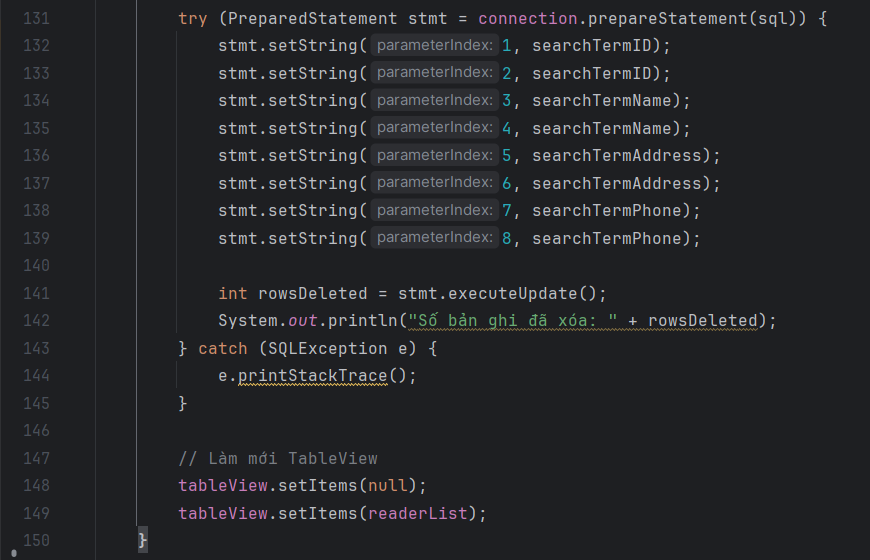 131 try (PreparedStatement stmt = connection.prepareStatement(sql)) {
132 stmt.setString( parameterIndex: 1, searchTermID);
133 stmt.setString( parameterIndex: 2, searchTermID);
134 stmt.setString( parameterIndex: 3, searchTermName);
135 stmt.setString( parameterIndex: 4, searchTermName);
136 stmt.setString( parameterIndex: 5, searchTermAddress);
137 stmt.setString( parameterIndex: 6, searchTermAddress);
138 stmt.setString( parameterIndex: 7, searchTermPhone);
139 stmt.setString( parameterIndex: 8, searchTermPhone);
140
141 int rowsDeleted = stmt.executeUpdate();
142 System.out.println("Số bản ghi đã xóa: " + rowsDeleted);
143 } catch (SQLException e) {
144 e.printStackTrace();
145 }
146
147 // Làm mới TableView
148 tableView.setItems(null);
149 tableView.setItems(readerList);
150 }